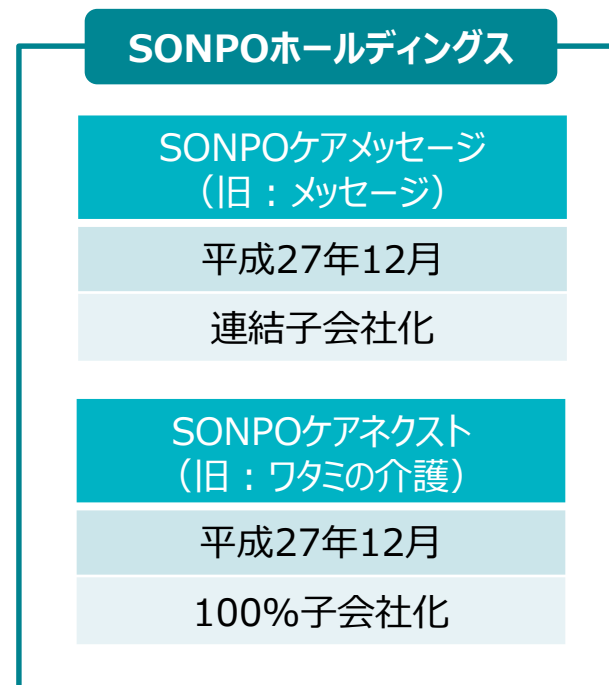 SONPOホールディングス
SONPOケアメッセージ
（旧：メッセージ）
平成27年12月
連結子会社化
SONPOケアネクスト
（旧：ワタミの介護）
平成27年12月
100%子会社化